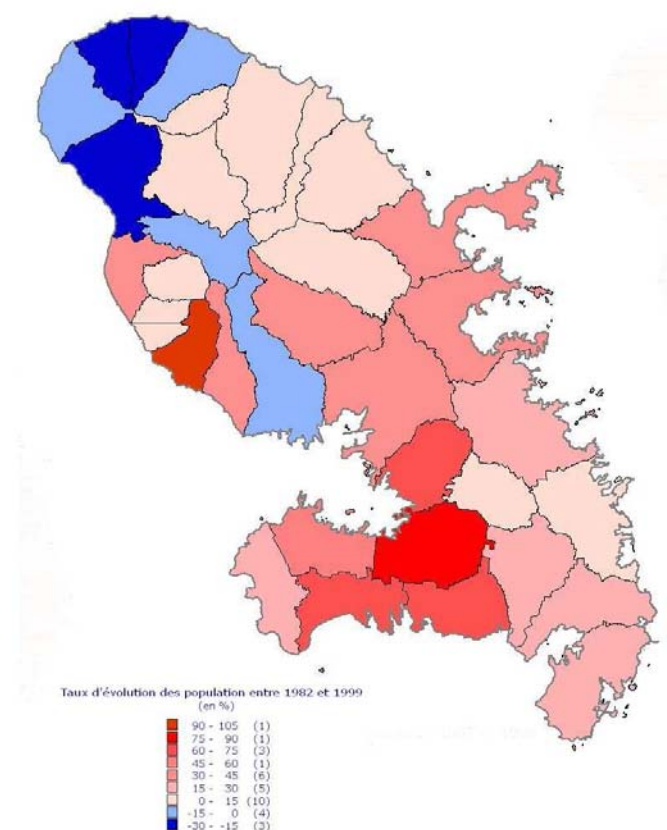 Taux d'évolution des population entre 1982 et 1999
(en %)
90 - 105 (1)
75 - 90 (1)
60 - 75 (3)
45 - 60 (1)
30 - 45 (6)
15 - 30 (5)
0 - 15 (10)
-15 - 0 (4)
-30 - -15 (3)